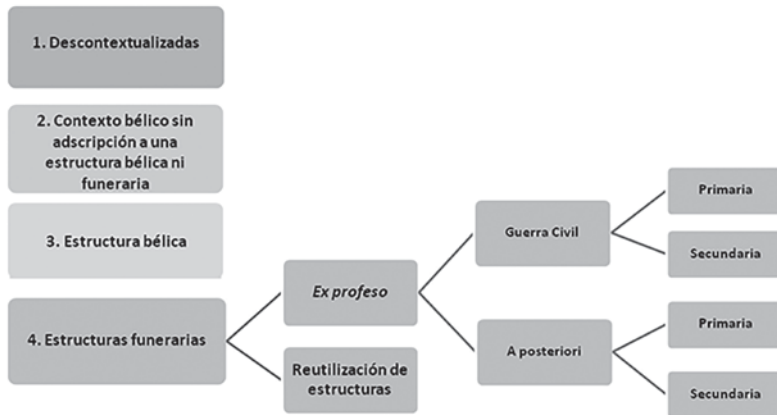 1. Descontextualizadas
2. Contexto bélico sin
adscripción a una
estructura bélica ni
funeraria
3. Estructura bélica
4. Estructuras funerarias
Ex profeso
Reutilización de
estructuras
Guerra Civil
A posteriori
Primaria
Secundaria
Primaria
Secundaria